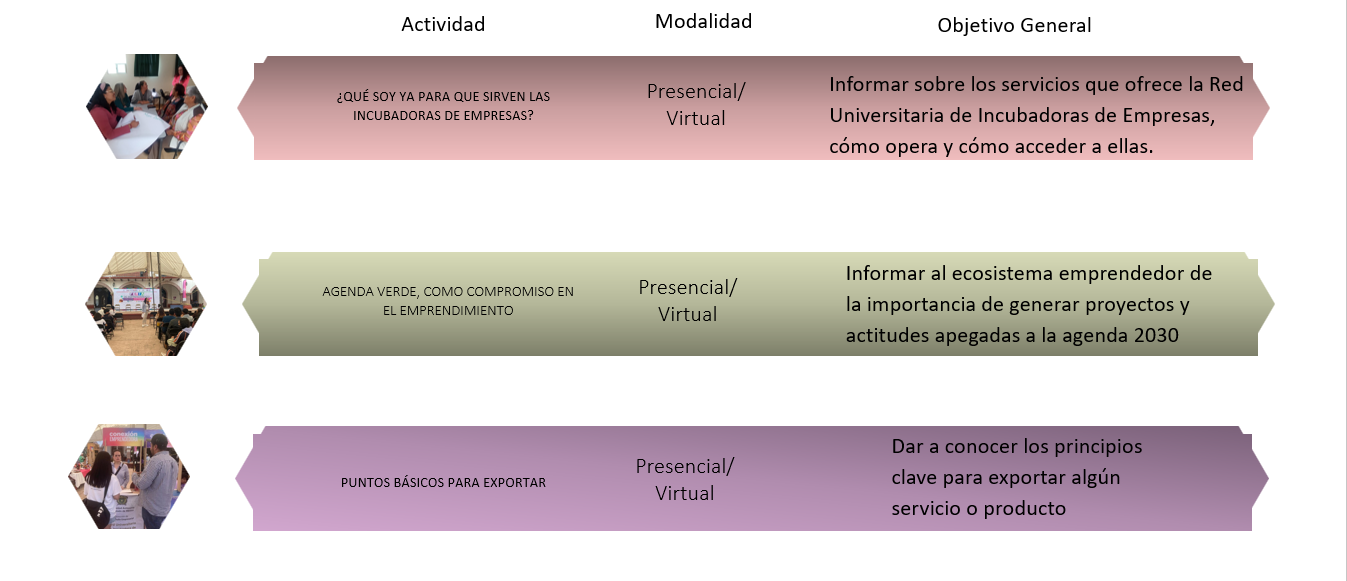 Actividad
Modalidad
Objetivo General
¿QUÉ SOY YA PARA QUE SIRVEN LAS
INCUBADORAS DE EMPRESAS?
Presencial/
Virtual
Informar sobre los servicios que ofrece la Red
Universitaria de Incubadoras de Empresas,
cómo opera y cómo acceder a ellas.
AGENDA VERDE, COMO COMPROMISO EN
EL EMPRENDIMIENTO
Presencial/
Virtual
Informar al ecosistema emprendedor de
la importancia de generar proyectos y
actitudes apegadas a la agenda 2030
conexión
PUNTOS BÁSICOS PARA EXPORTAR
Presencial/
Virtual
Dar a conocer los principios
clave para exportar algún
servicio o producto